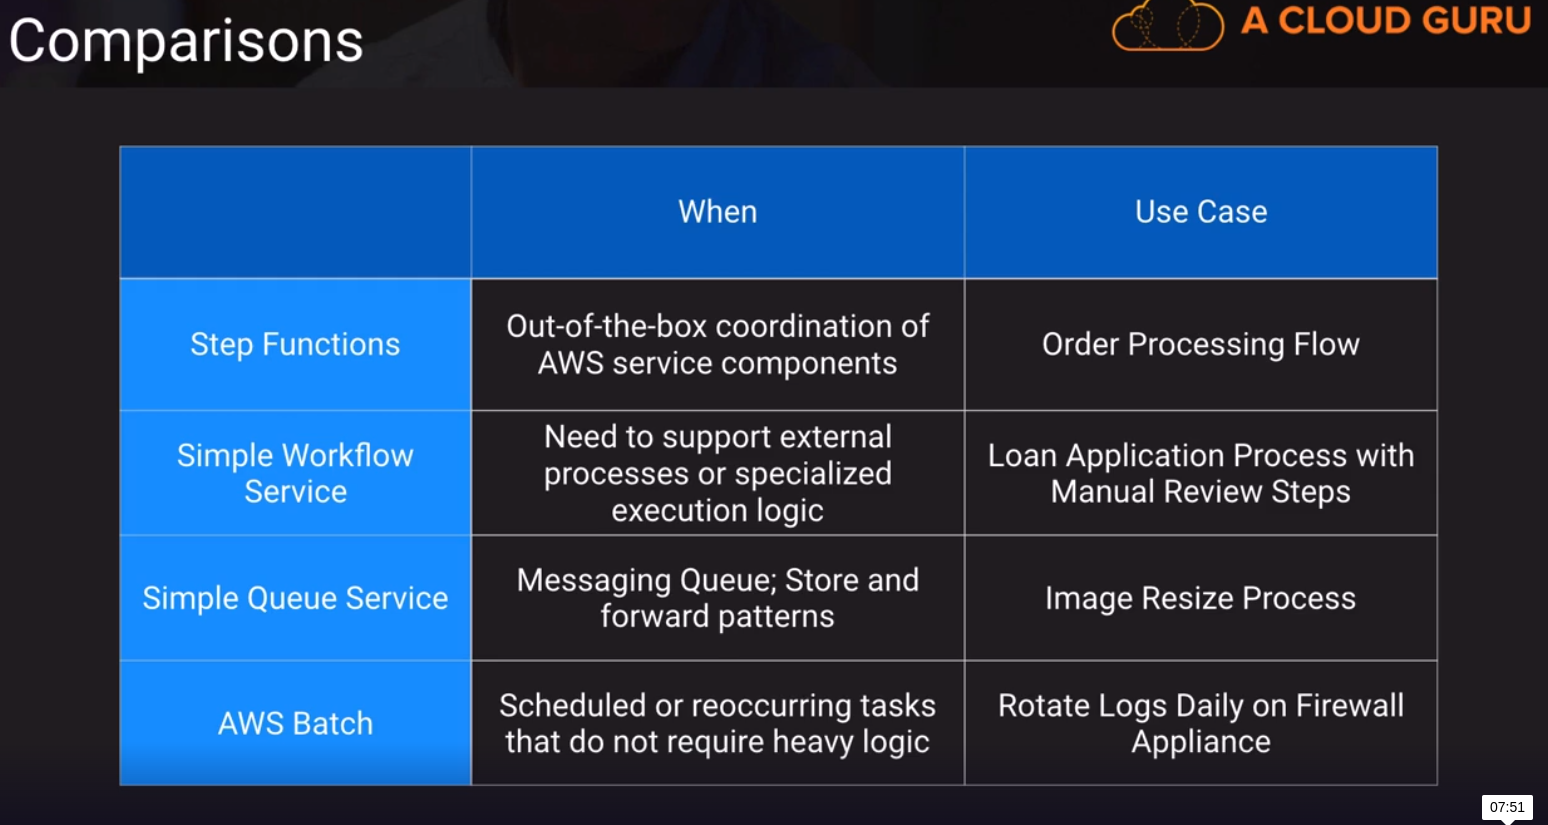 Comparisons
A CLOUD GURU
When
Use Case
Step Functions
Out-of-the-box coordination of
AWS service components
Order Processing Flow
Simple Workflow
Service
Need to support external
processes or specialized
execution logic
Loan Application Process with
Manual Review Steps
Simple Queue Service
Messaging Queue; Store and
forward patterns
Image Resize Process
AWS Batch
Scheduled or reoccurring tasks
that do not require heavy logic
Rotate Logs Daily on Firewall
Appliance
07:51